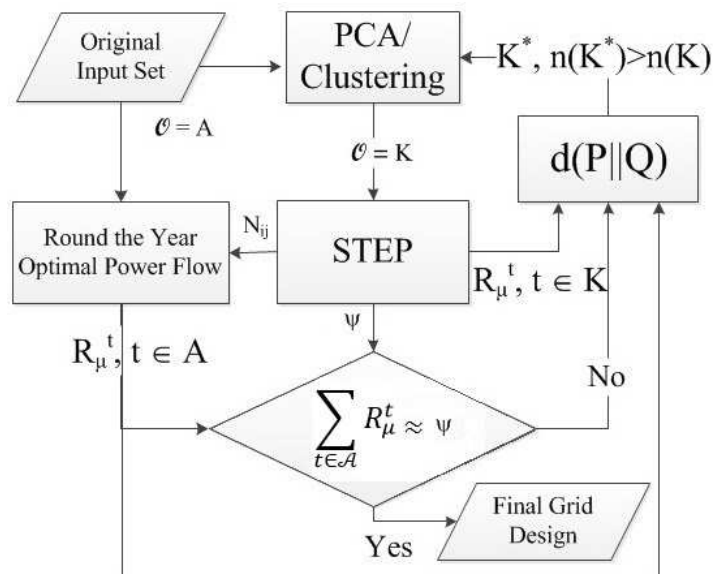 Original
Input Set
PCA/
Clustering
K*, n(K*)>n(K)
𝒪 = A
𝒪 = K
d(P||Q)
Round the Year
Optimal Power Flow
N_ij
STEP
R_μ^t, t ∈ K
ψ
R_μ^t, t ∈ A
No
∑_{t∈𝒜} R_μ^t ≈ ψ
Final Grid
Design
Yes